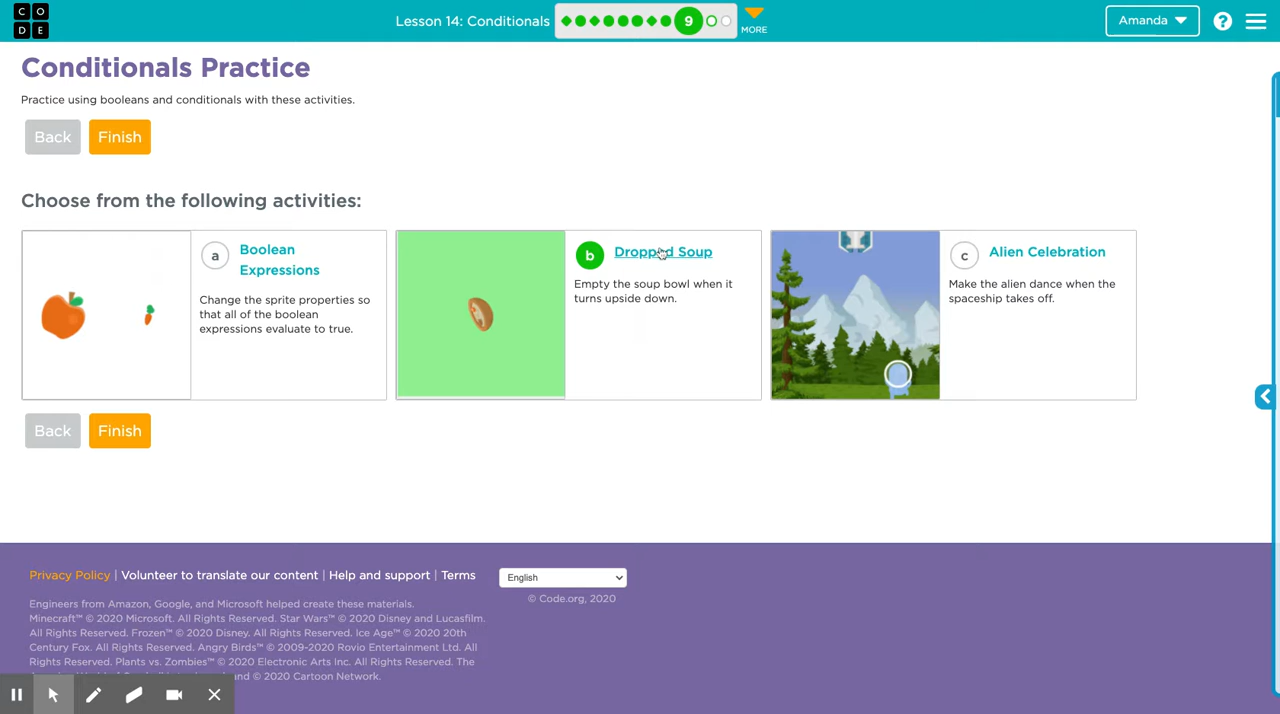 C O
D E
Lesson 14: Conditionals
9
MORE
Amanda
?
Conditionals Practice
Practice using booleans and conditionals with these activities.
Back
Finish
Choose from the following activities:
a
Boolean
Expressions
Change the sprite properties so
that all of the boolean
expressions evaluate to true.
b
Dropped Soup
Empty the soup bowl when it
turns upside down.
c
Alien Celebration
Make the alien dance when the
spaceship takes off.
Back
Finish
Privacy Policy | Volunteer to translate our content | Help and support | Terms
English
© Code.org, 2020
Engineers from Amazon, Google, and Microsoft helped create these materials.
Minecraft™ © 2020 Microsoft. All Rights Reserved. Star Wars™ © 2020 Disney and Lucasfilm.
All Rights Reserved. Frozen™ © 2020 Disney. All Rights Reserved. Ice Age™ © 2020 20th
Century Fox. All Rights Reserved. Angry Birds™ © 2009-2020 Rovio Entertainment Ltd. All
Rights Reserved. Plants vs. Zombies™ © 2020 Electronic Arts Inc. All Rights Reserved. The
and © 2020 Cartoon Network.